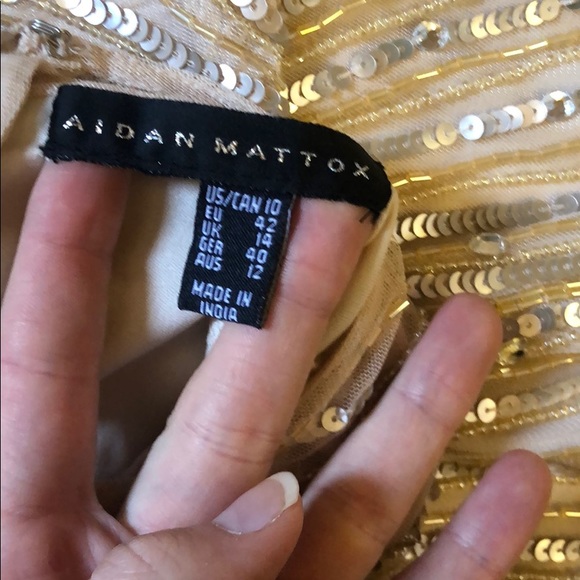 AIDAN MATTOX
US/CAN 10
EU 42
UK 14
GER 40
AUS 12
MADE IN
INDIA